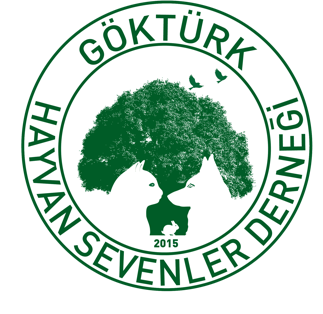 GÖKTÜRK
HAYVAN SEVENLER DERNEĞİ
2015